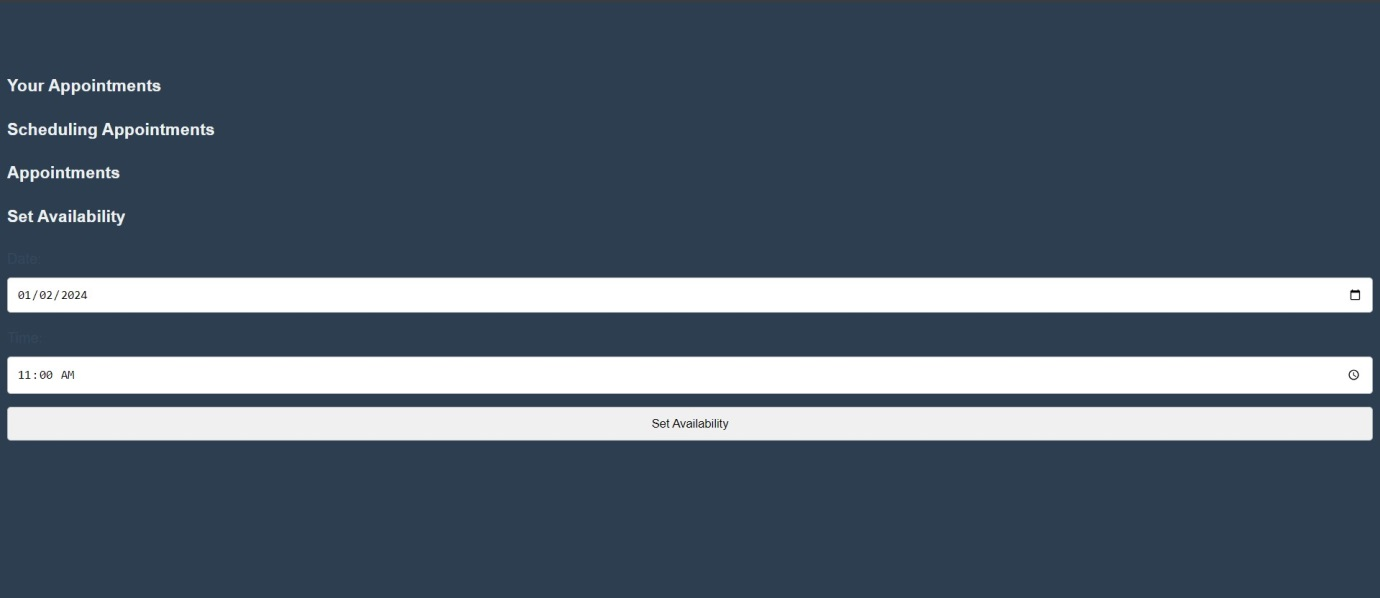 Your Appointments
Scheduling Appointments
Appointments
Set Availability
Date:
01/02/2024
Time:
11:00 AM
Set Availability